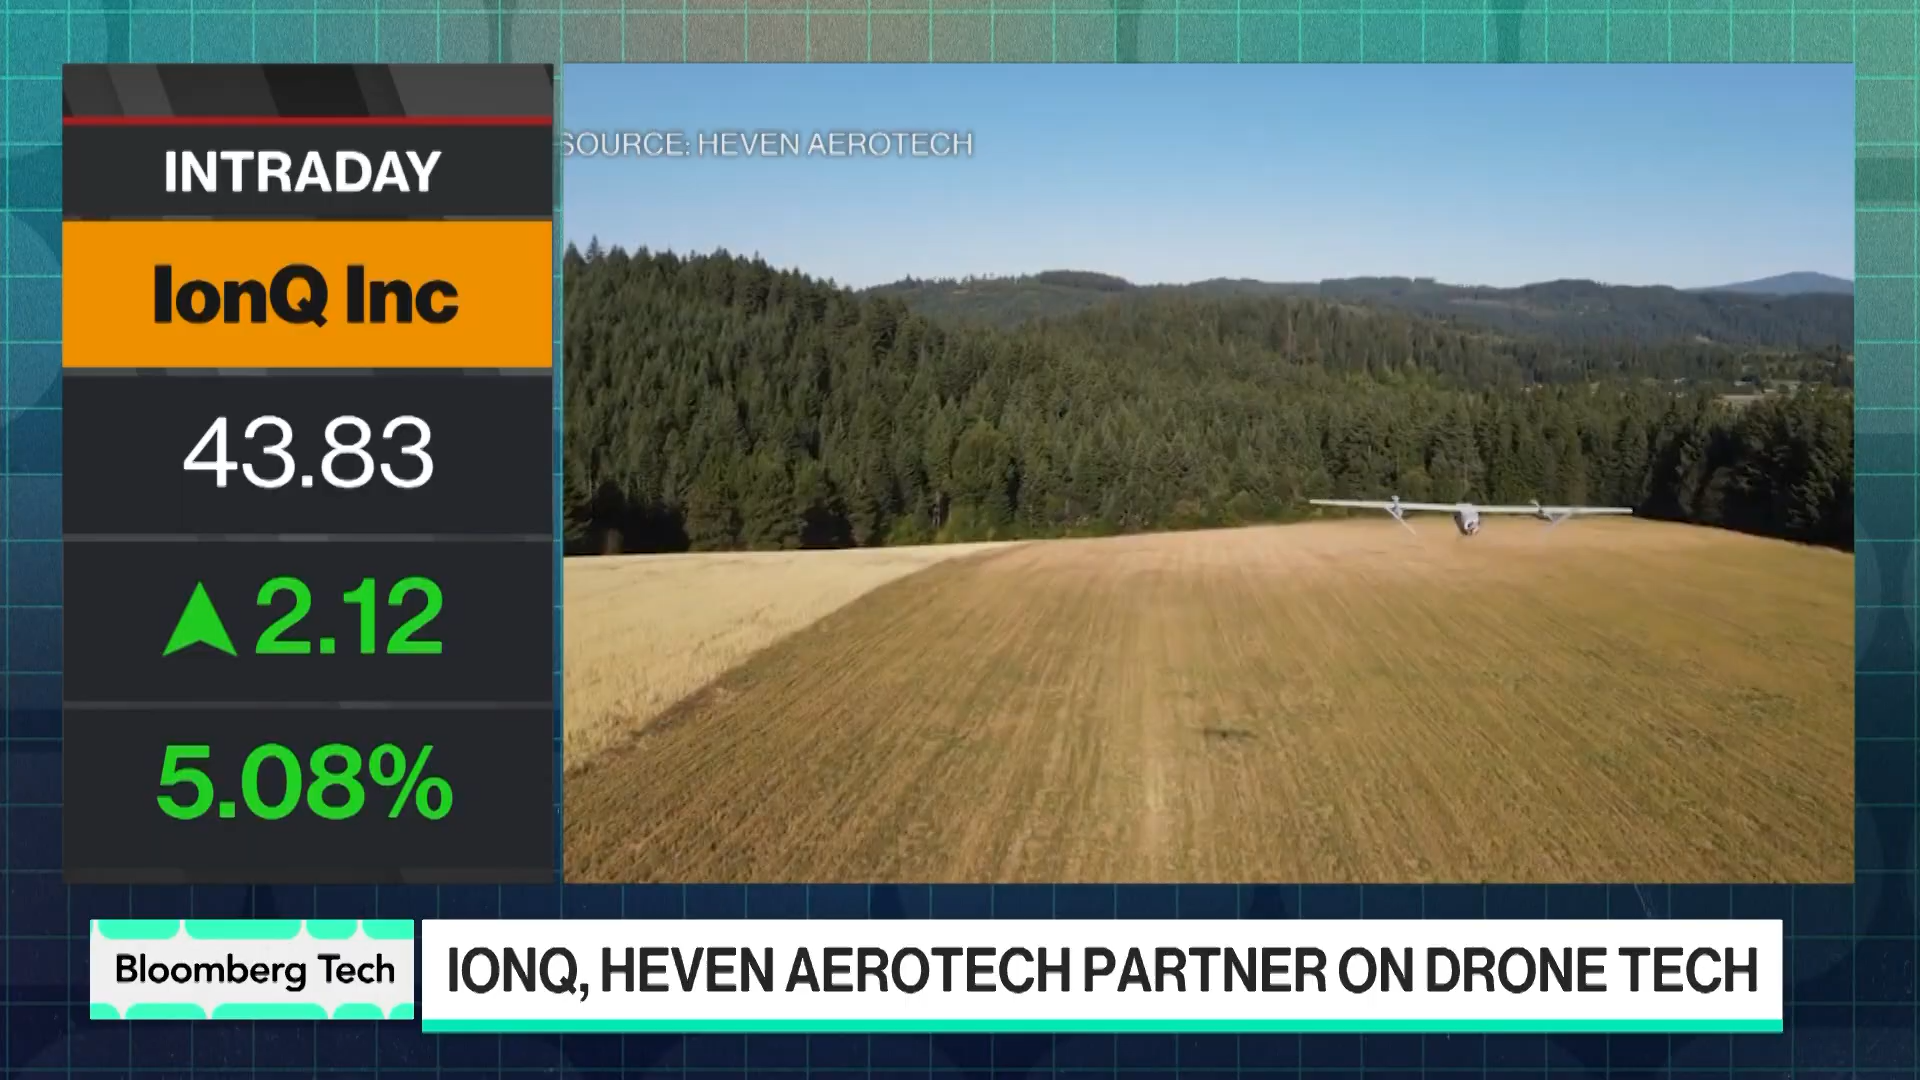 INTRADAY
IonQ Inc
43.83
▲2.12
5.08%
SOURCE: HEVEN AEROTECH
Bloomberg Tech
IONQ, HEVEN AEROTECH PARTNER ON DRONE TECH